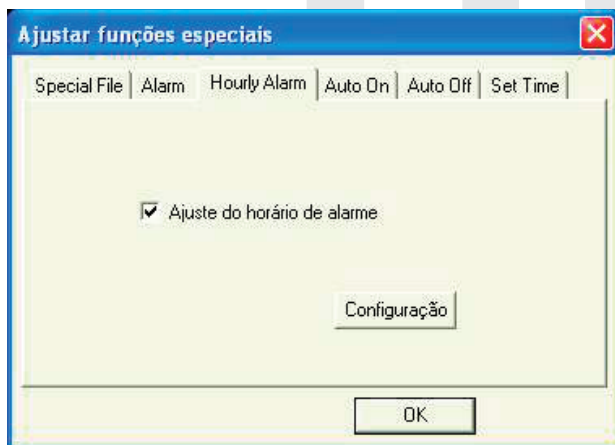 Ajustar funções especiais
Special File Alarm Hourly Alarm Auto On Auto Off Set Time
Ajuste do horário de alarme
Configuração
OK